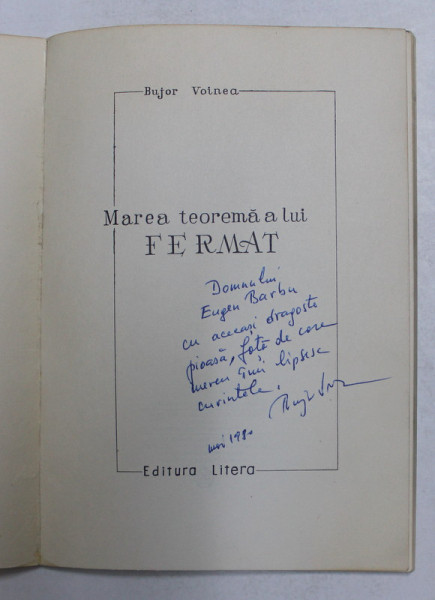 Bujor Voinea
Marea teoremă a lui
FERMAT
Domnului
Eugen Barbu
cu aceeași dragoste
pioasă, față de care
mereu îmi lipsesc
cuvintele.
1980
Editura Litera